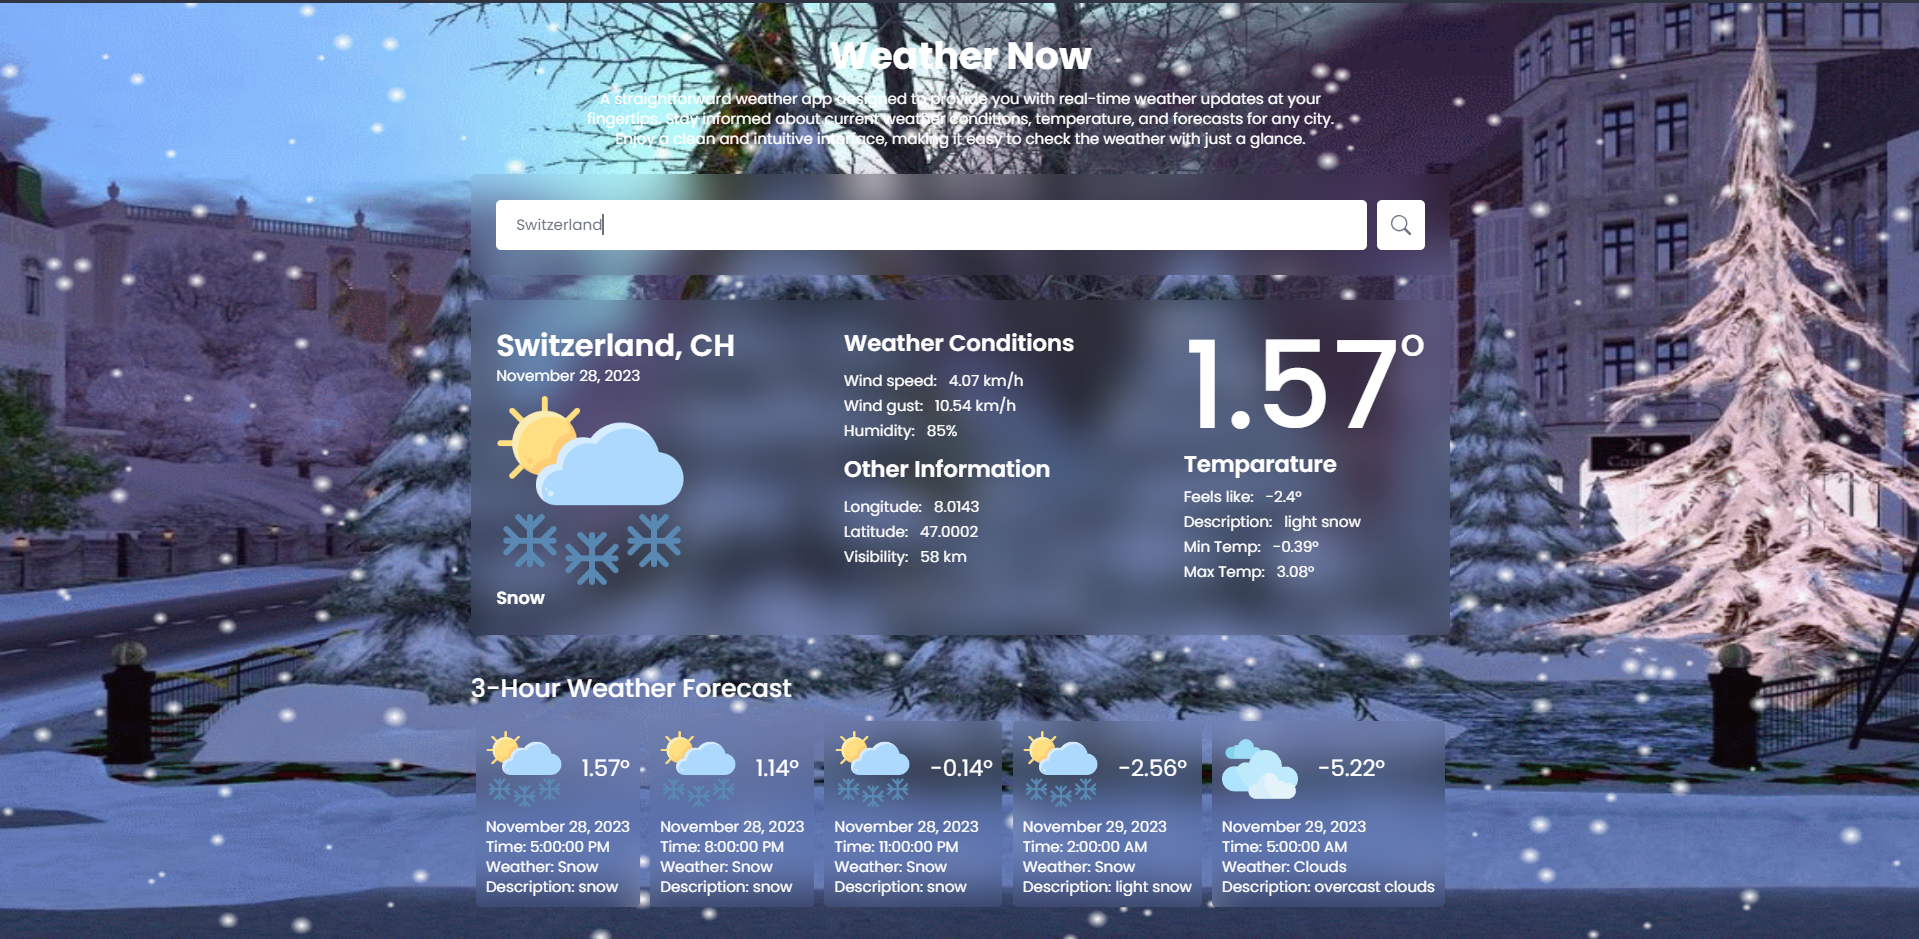 Weather Now
A straightforward weather app designed to provide you with real-time weather updates at your
fingertips. Stay informed about current weather conditions, temperature, and forecasts for any city.
Enjoy a clean and intuitive interface, making it easy to check the weather with just a glance.
Switzerland
Switzerland, CH
November 28, 2023
Snow
Weather Conditions
Wind speed: 4.07 km/h
Wind gust: 10.54 km/h
Humidity: 85%
Other Information
Longitude: 8.0143
Latitude: 47.0002
Visibility: 58 km
1.57°
Temparature
Feels like: -2.4°
Description: light snow
Min Temp: -0.39°
Max Temp: 3.08°
3-Hour Weather Forecast
1.57°
November 28, 2023
Time: 5:00:00 PM
Weather: Snow
Description: snow
1.14°
November 28, 2023
Time: 8:00:00 PM
Weather: Snow
Description: snow
-0.14°
November 28, 2023
Time: 11:00:00 PM
Weather: Snow
Description: snow
-2.56°
November 29, 2023
Time: 2:00:00 AM
Weather: Snow
Description: light snow
-5.22°
November 29, 2023
Time: 5:00:00 AM
Weather: Clouds
Description: overcast clouds